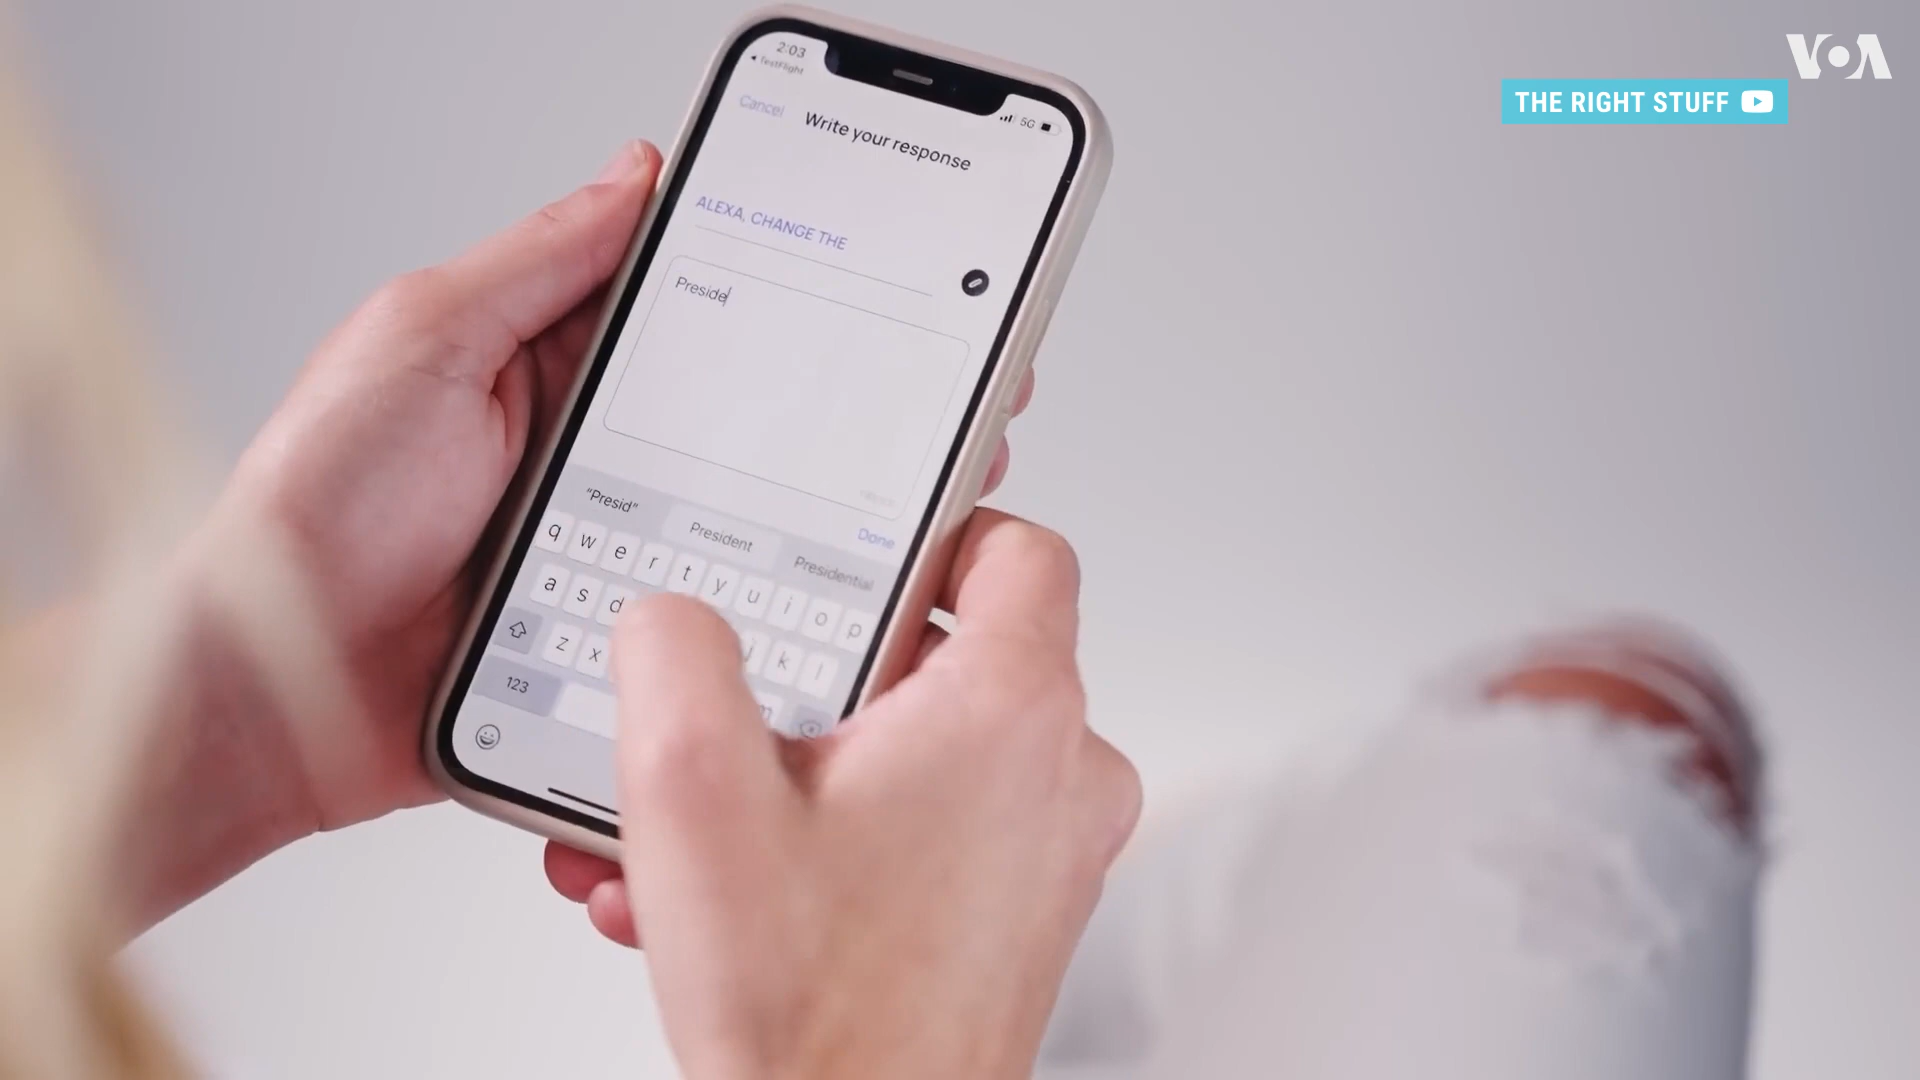 VOA
THE RIGHT STUFF
2:03
TestFlight
5G
Cancel
Write your response
ALEXA, CHANGE THE
Preside
Done
"Presid" President Presidential
q w e r t y u i o p
a s d j k l
z x m
123